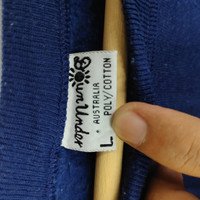 Down Under
• AUSTRALIA
POLY/COTTON
L